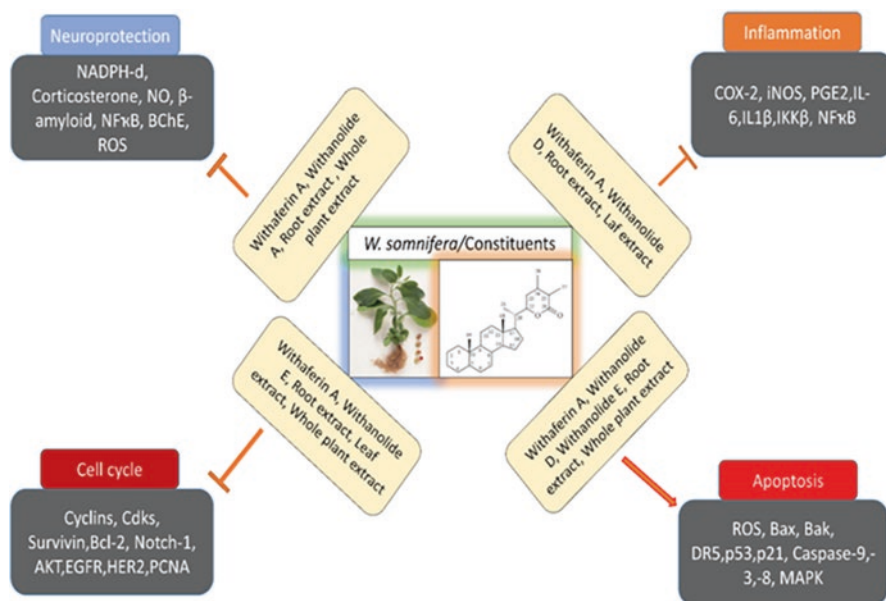 Neuroprotection
NADPH-d,
Corticosterone, NO, β-
amyloid, NFκB, BChE,
ROS
Inflammation
COX-2, iNOS, PGE2,IL-
6,IL1β,IKKβ, NFκB
Withaferin A, Withanolide
A, Root extract , Whole
plant extract
Withaferin A, Withanolide
D, Root extract, Laf extract
W. somnifera/Constituents
Withaferin A, Withanolide
E, Root extract, Leaf
extract, Whole plant extract
Withaferin A, Withanolide
D, Withanolide E, Root
extract, Whole plant extract
Cell cycle
Cyclins, Cdks,
Survivin,Bcl-2, Notch-1,
AKT,EGFR,HER2,PCNA
Apoptosis
ROS, Bax, Bak,
DR5,p53,p21, Caspase-9,-
3,-8, MAPK